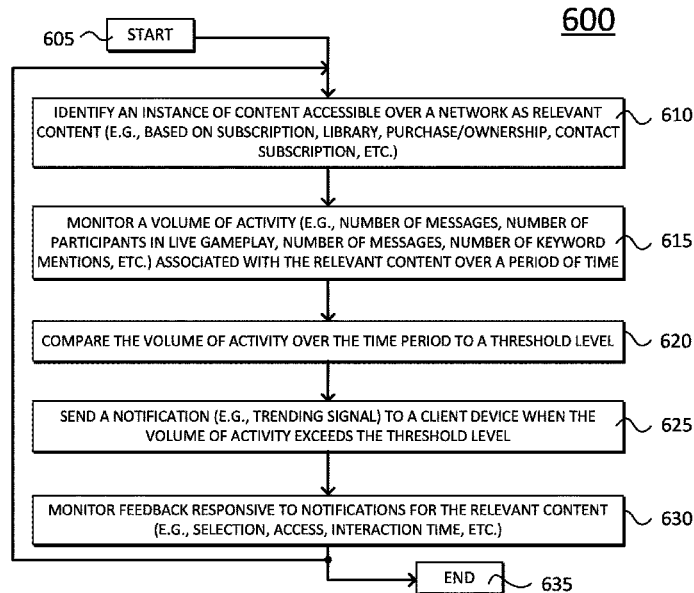 600
605
START
IDENTIFY AN INSTANCE OF CONTENT ACCESSIBLE OVER A NETWORK AS RELEVANT
CONTENT (E.G., BASED ON SUBSCRIPTION, LIBRARY, PURCHASE/OWNERSHIP, CONTACT
SUBSCRIPTION, ETC.)
610
MONITOR A VOLUME OF ACTIVITY (E.G., NUMBER OF MESSAGES, NUMBER OF
PARTICIPANTS IN LIVE GAMEPLAY, NUMBER OF MESSAGES, NUMBER OF KEYWORD
MENTIONS, ETC.) ASSOCIATED WITH THE RELEVANT CONTENT OVER A PERIOD OF TIME
615
COMPARE THE VOLUME OF ACTIVITY OVER THE TIME PERIOD TO A THRESHOLD LEVEL
620
SEND A NOTIFICATION (E.G., TRENDING SIGNAL) TO A CLIENT DEVICE WHEN THE
VOLUME OF ACTIVITY EXCEEDS THE THRESHOLD LEVEL
625
MONITOR FEEDBACK RESPONSIVE TO NOTIFICATIONS FOR THE RELEVANT CONTENT
(E.G., SELECTION, ACCESS, INTERACTION TIME, ETC.)
630
END
635